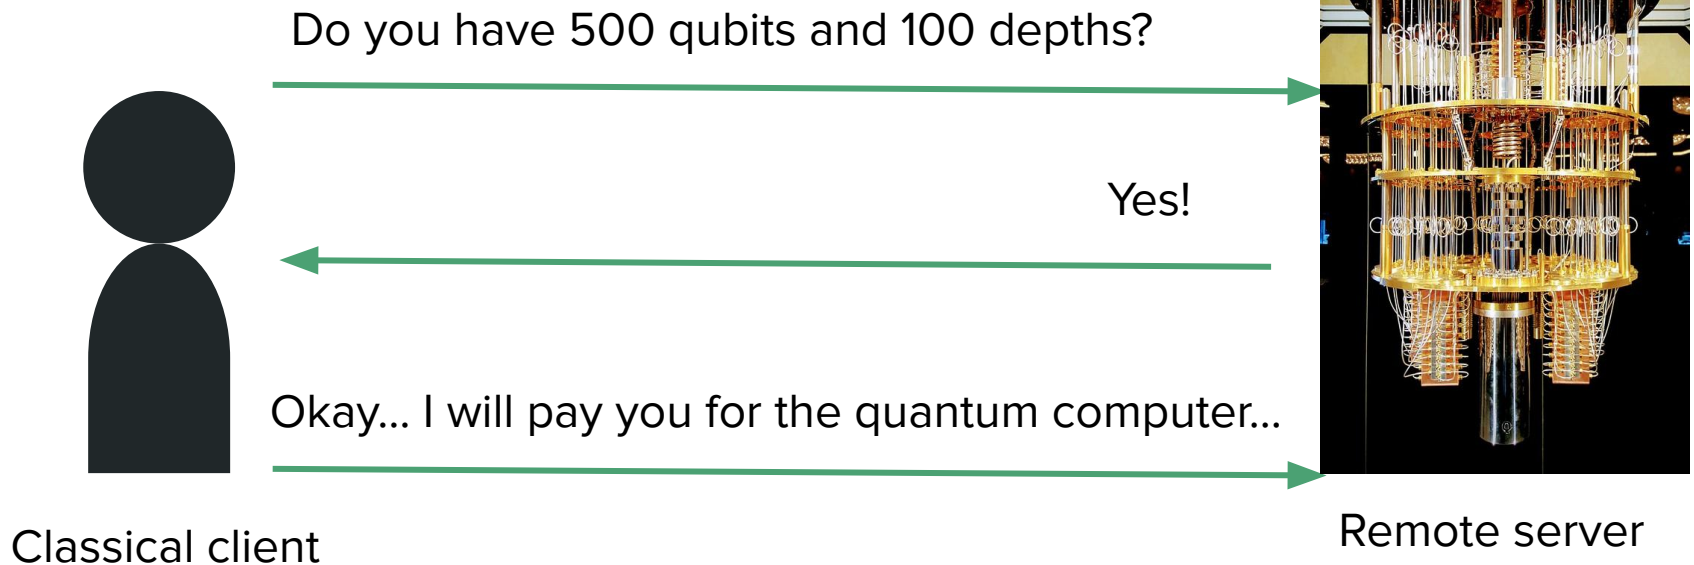 Do you have 500 qubits and 100 depths?
Yes!
Okay... I will pay you for the quantum computer...
Classical client
Remote server